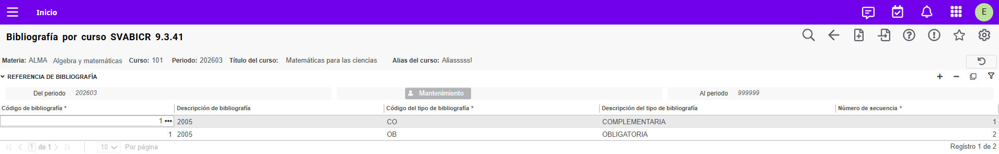 Inicio
E
Bibliografía por curso SVABICR 9.3.41
Materia: ALMA Algebra y matemáticas Curso: 101 Periodo: 202603 Título del curso: Matemáticas para las ciencias Alias del curso: Aliasssss!
REFERENCIA DE BIBLIOGRAFÍA
Del periodo 202603 Mantenimiento Al periodo 999999
Código de bibliografía * Descripción de bibliografía Código del tipo de bibliografía * Descripción del tipo de bibliografía Número de secuencia *
1 ••• 2005 CO COMPLEMENTARIA 1
1 2005 OB OBLIGATORIA 2
1 de 1 10 Por página Registro 1 de 2